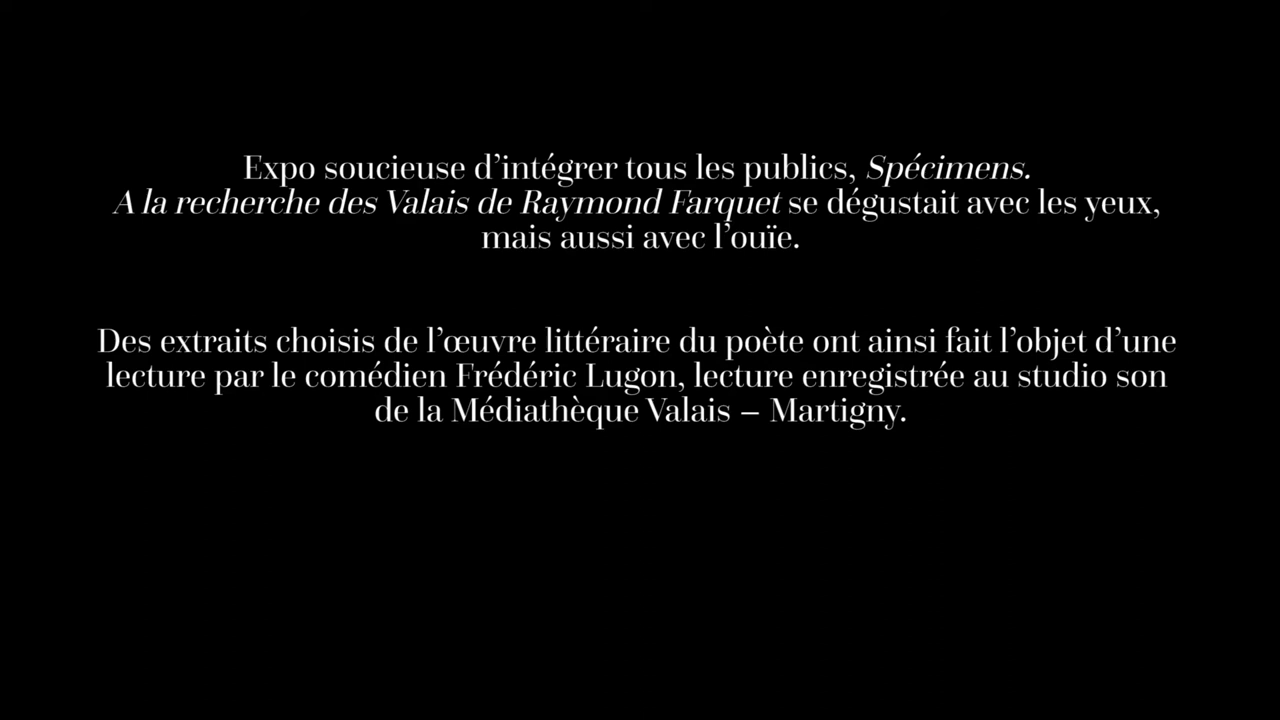 Expo soucieuse d’intégrer tous les publics, Spécimens.
A la recherche des Valais de Raymond Farquet se dégustait avec les yeux,
mais aussi avec l’ouïe.
Des extraits choisis de l’œuvre littéraire du poète ont ainsi fait l’objet d’une
lecture par le comédien Frédéric Lugon, lecture enregistrée au studio son
de la Médiathèque Valais – Martigny.